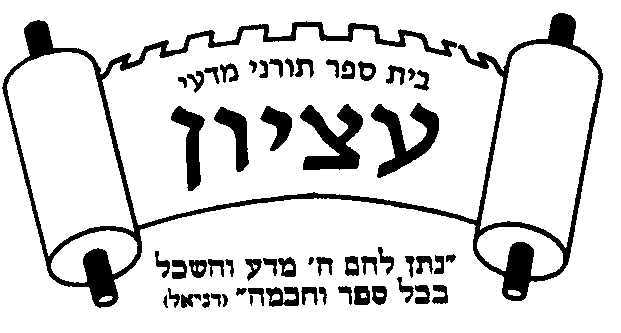 בית ספר תורני מדעי
עציון
"נתן להם ה' מדע והשכל
בכל ספר וחכמה" (דניאל)